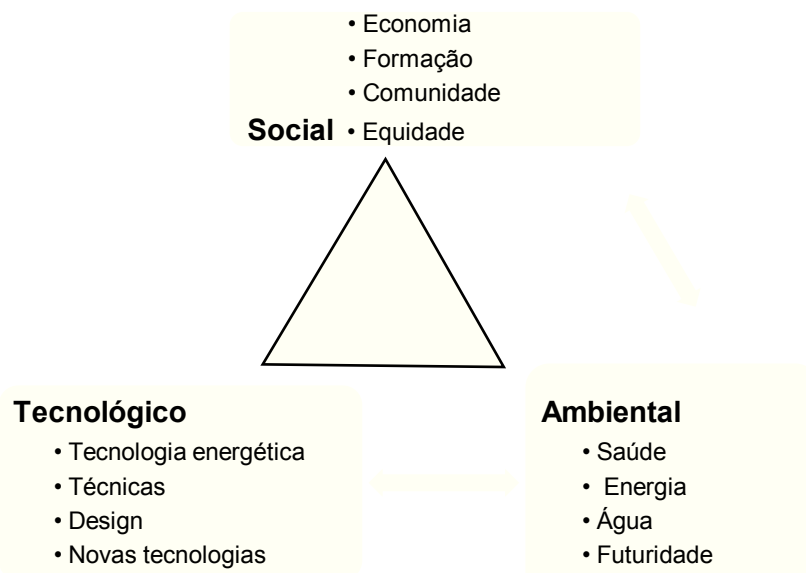 • Economia
• Formação
• Comunidade
Social • Equidade
Tecnológico
• Tecnologia energética
• Técnicas
• Design
• Novas tecnologias
Ambiental
• Saúde
• Energia
• Água
• Futuridade